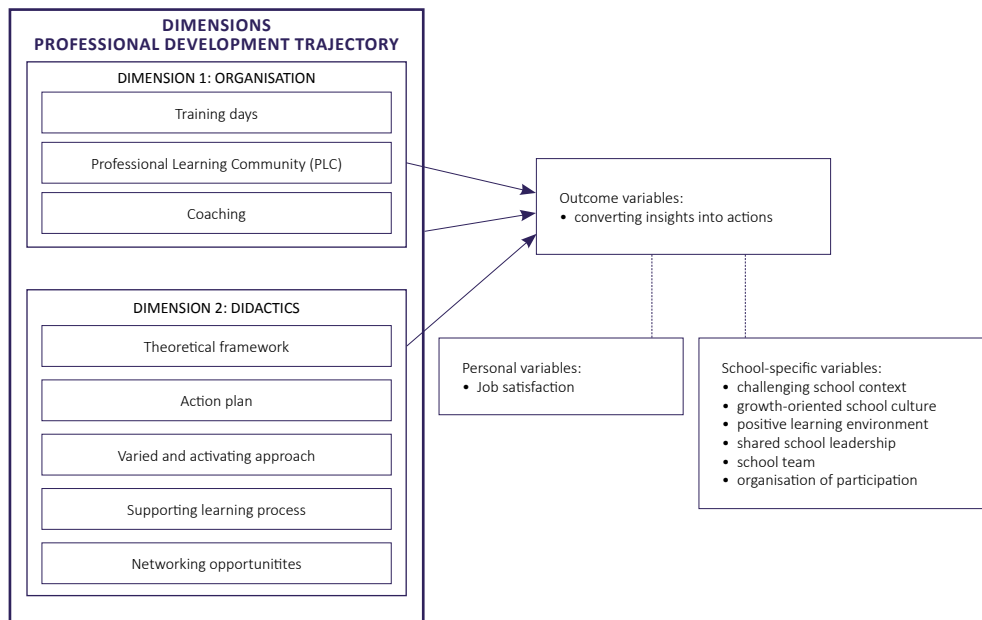 DIMENSIONS
PROFESSIONAL DEVELOPMENT TRAJECTORY
DIMENSION 1: ORGANISATION
Training days
Professional Learning Community (PLC)
Coaching
DIMENSION 2: DIDACTICS
Theoretical framework
Action plan
Varied and activating approach
Supporting learning process
Networking opportunitites
Outcome variables:
• converting insights into actions
Personal variables:
• Job satisfaction
School-specific variables:
• challenging school context
• growth-oriented school culture
• positive learning environment
• shared school leadership
• school team
• organisation of participation